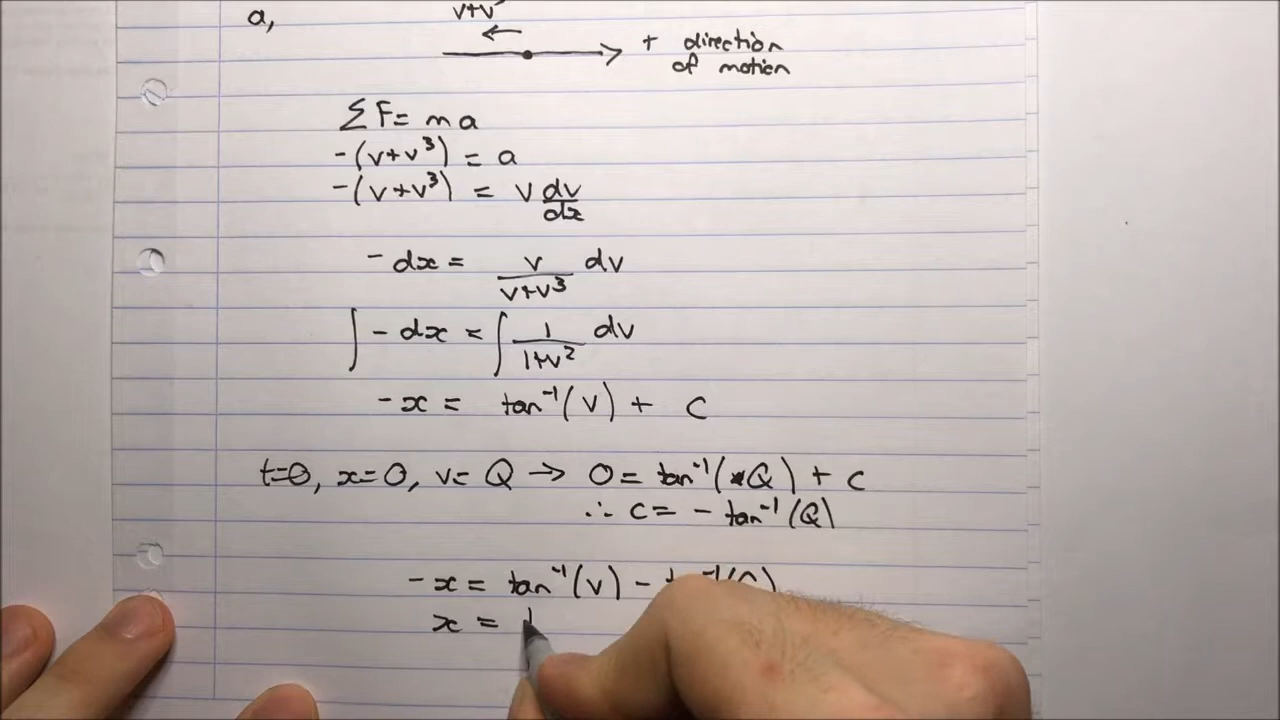 a,
v+v³
+ direction
of motion
∑F = ma
-(v+v³) = a
-(v+v³) = v dv/dx
-dx = v/(v+v³) dv
∫ -dx = ∫ 1/(1+v²) dv
-x = tan⁻¹(v) + c
t=0, x=0, v=Q → 0 = tan⁻¹(Q) + c
∴ c = - tan⁻¹(Q)
-x = tan⁻¹(v) -
x =